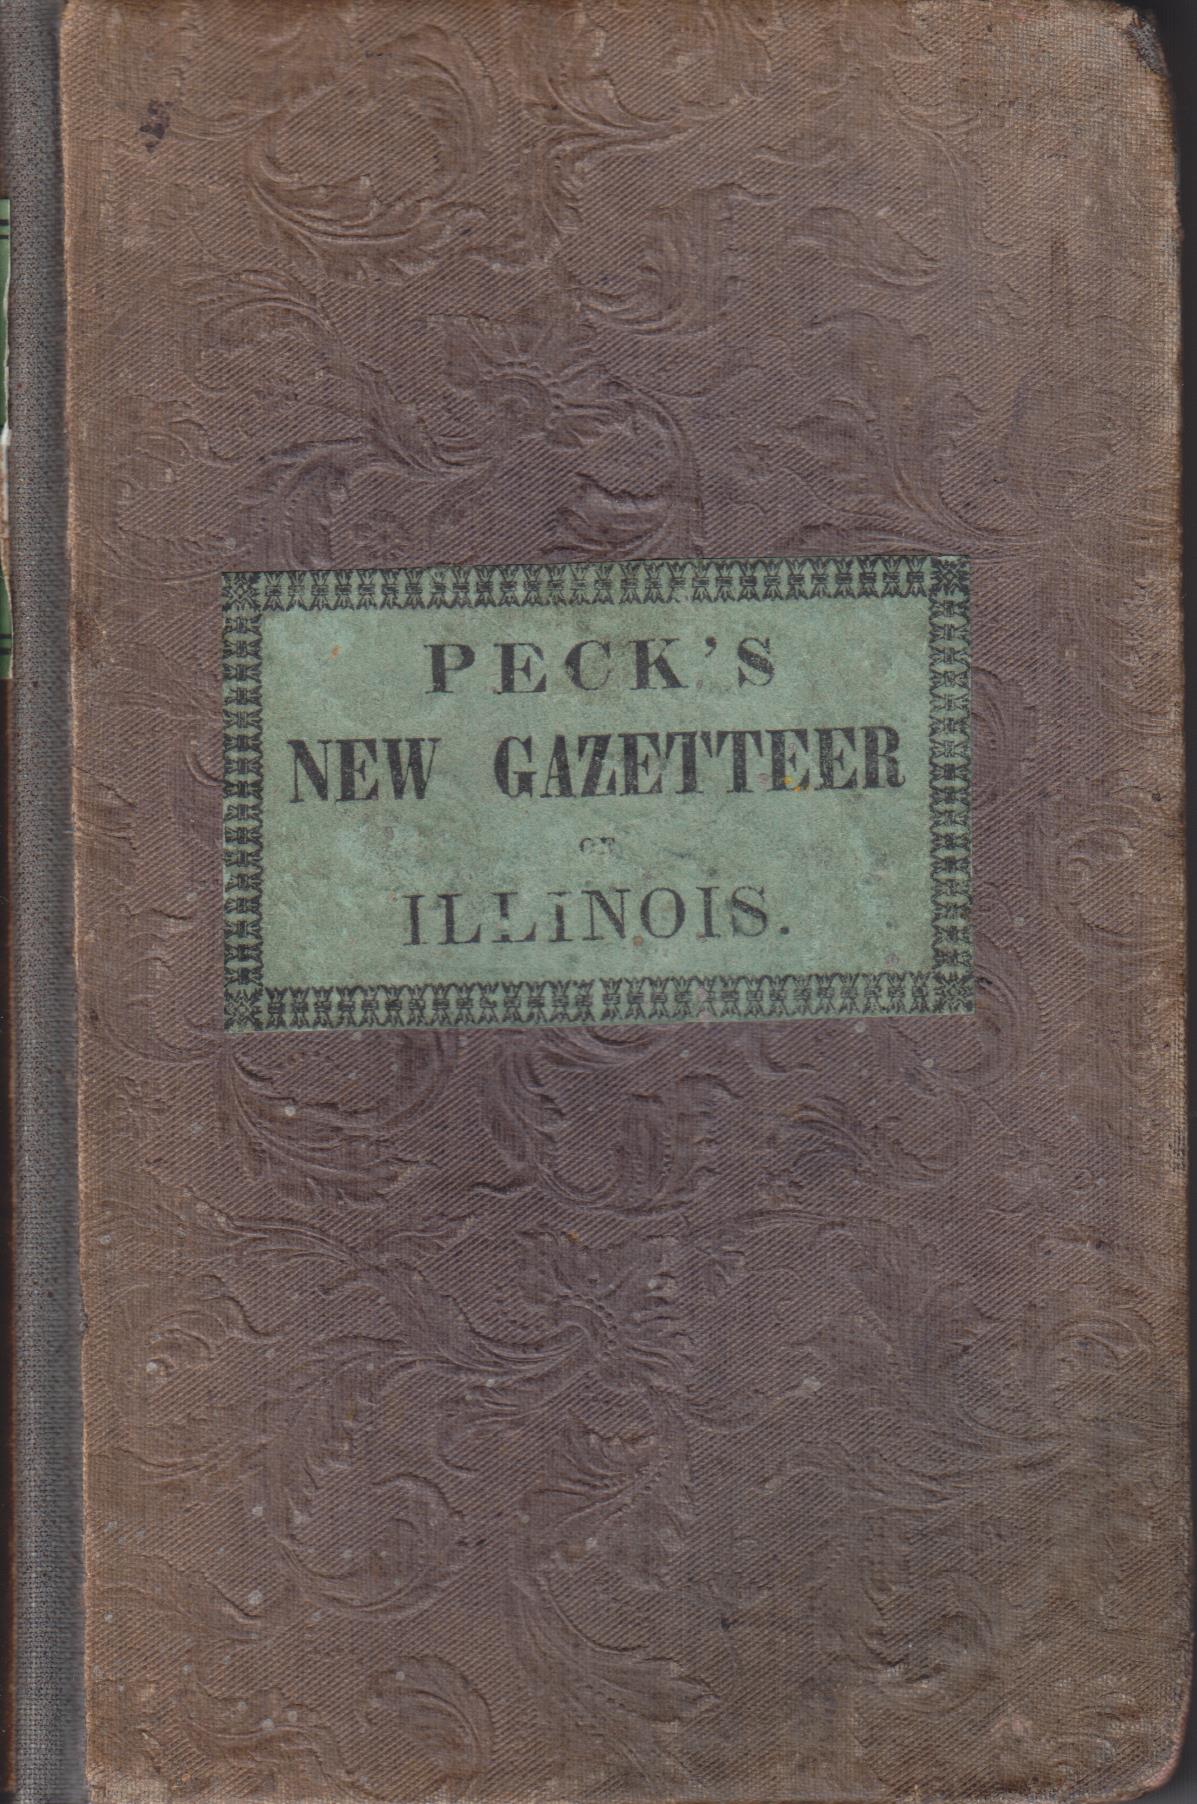 PECK'S
NEW GAZETTEER
OF
ILLINOIS.